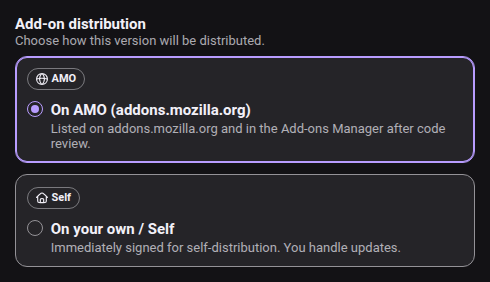 Add-on distribution
Choose how this version will be distributed.
AMO
On AMO (addons.mozilla.org)
Listed on addons.mozilla.org and in the Add-ons Manager after code
review.
Self
On your own / Self
Immediately signed for self-distribution. You handle updates.